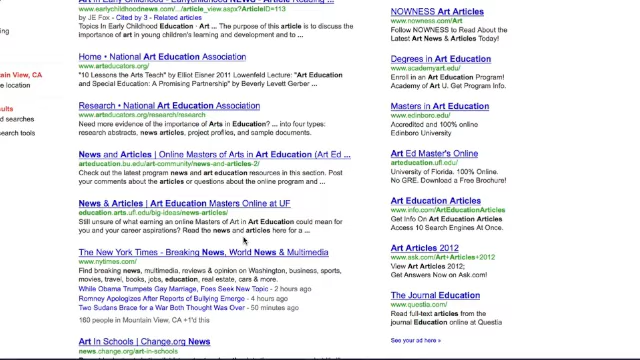 Art in Early Childhood - Earlychildhood NEWS - Article Reading ...
www.earlychildhoodnews.com/.../article_view.aspx?ArticleID=113
by JE Fox - Cited by 3 - Related articles
Topics In Early Childhood Education · Art ... The purpose of this article is to discuss the
importance of art in young children's learning and development and to...
Home • National Art Education Association
www.arteducators.org/
"10 Lessons the Arts Teach" by Elliot Eisner 2011 Lowenfeld Lecture: "Art Education
and Special Education: A Promising Partnership" by Beverly Levett Gerber ...
Research • National Art Education Association
www.arteducators.org/research
Need more evidence of the importance of Arts in Education? ... into four types:
research abstracts, news articles, project profiles, and sample documents.
News and Articles | Online Masters of Arts in Art Education (Art Ed ...
arteducation.bu.edu/art-community/news-and-articles-2/
Check out the latest program news and art education resources in this section. Post
your comments about the articles or questions about the online program and ...
News & Articles | Art Education Masters Online at UF
education.arts.ufl.edu/big-ideas/news-articles/
Still unsure of what earning an online Masters of Art in Art Education could mean for
you and your career aspirations? Read the news and articles here for a ...
The New York Times - Breaking News, World News & Multimedia
www.nytimes.com/
Find breaking news, multimedia, reviews & opinion on Washington, business, sports,
movies, travel, books, jobs, education, real estate, cars & more.
While Obama Trumpets Gay Marriage, Foes Seek New Topic - 2 hours ago
Romney Apologizes After Reports of Bullying Emerge - 4 hours ago
Two Sudans Brace for a War Both Thought Was Over - 50 minutes ago
160 people in Mountain View, CA +1'd this
Art In Schools | Change.org News
news.change.org/art-in-schools
ain View, CA
e location
sults
d searches
search tools
NOWNESS Art Articles
www.nowness.com/Art
Follow NOWNESS to Read About the
Latest Art News & Articles Today!
Degrees in Art Education
www.academyart.edu/
Enroll in an Art Education Program!
Academy of Art U. Get Program Info.
Masters in Art Education
www.edinboro.edu/
Accredited and 100% online
Edinboro University
Art Ed Master's Online
arteducation.ufl.edu/
University of Florida. 100% Online.
No GRE. Download a Free Brochure!
Art Education Articles
www.info.com/ArtEducationArticles
Get Info On Art Education Articles
Access 10 Search Engines At Once.
Art Articles 2012
www.ask.com/Art+Articles+2012
View Art Articles 2012;
Get Answers Now on Ask.com!
The Journal Education
www.questia.com/
Read full-text articles from the
journal Education online at Questia
See your ad here »